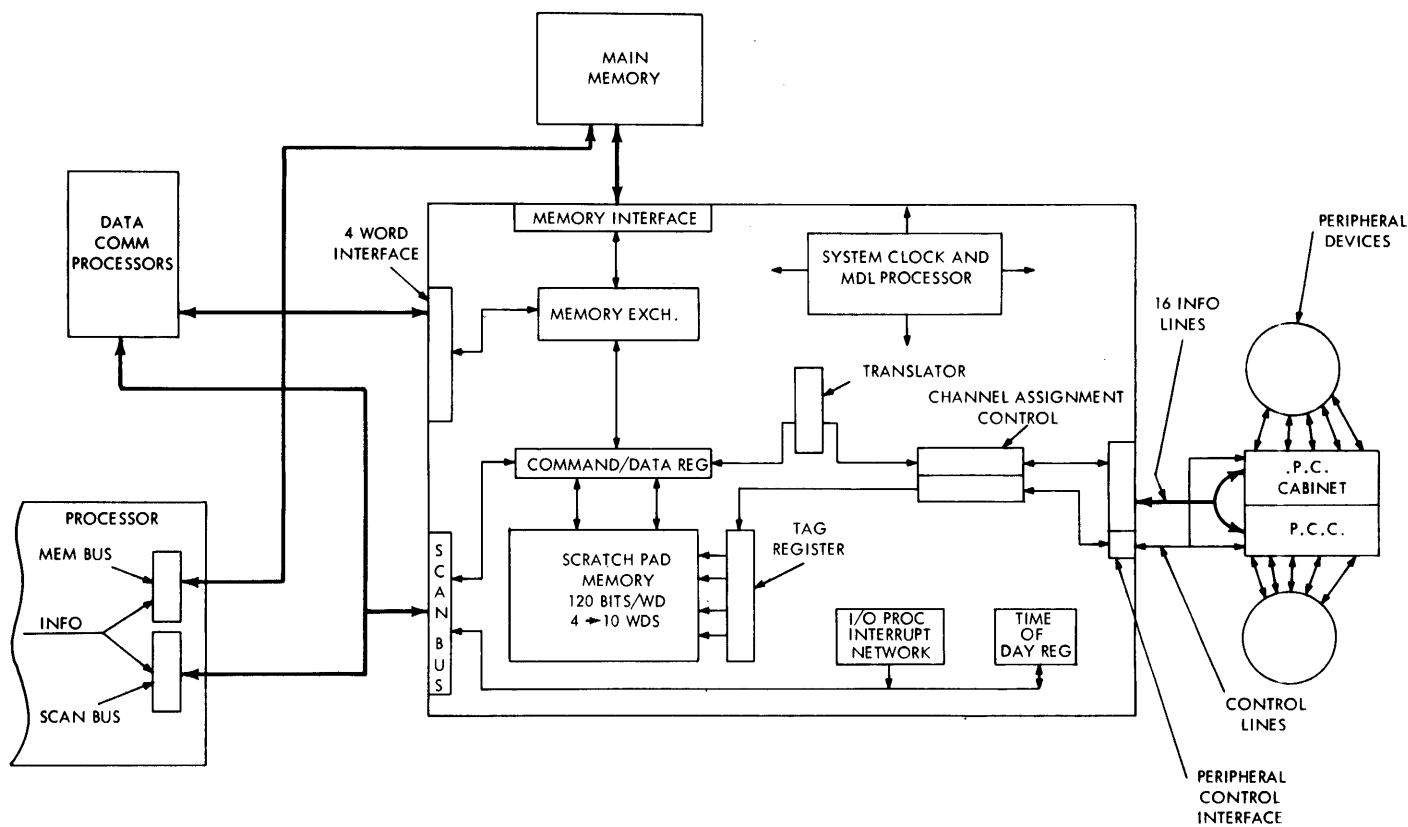 MAIN
MEMORY
DATA
COMM
PROCESSORS
4 WORD
INTERFACE
MEMORY INTERFACE
MEMORY EXCH.
SYSTEM CLOCK AND
MDL PROCESSOR
PERIPHERAL
DEVICES
16 INFO
LINES
TRANSLATOR
CHANNEL ASSIGNMENT
CONTROL
COMMAND/DATA REG
.P.C.
CABINET
P.C.C.
PROCESSOR
MEM BUS
INFO
SCAN BUS
SCAN BUS
SCRATCH PAD
MEMORY
120 BITS/WD
4 → 10 WDS
TAG
REGISTER
I/O PROC
INTERRUPT
NETWORK
TIME
OF
DAY REG
CONTROL
LINES
PERIPHERAL
CONTROL
INTERFACE